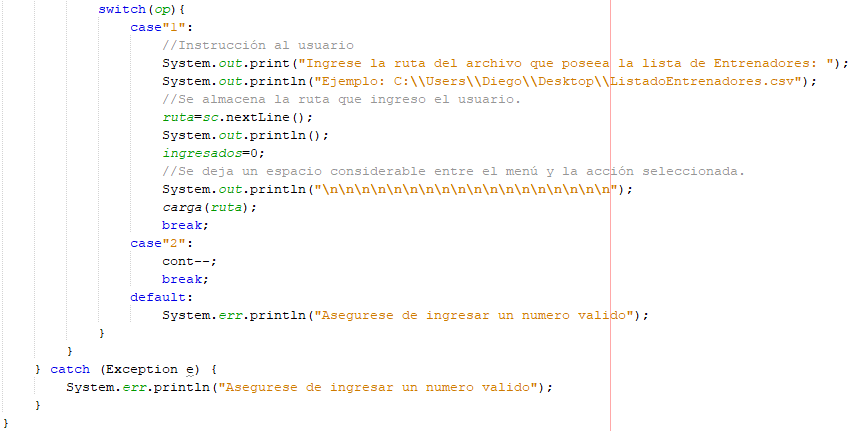 switch(op){
case"1":
//Instrucción al usuario
System.out.print("Ingrese la ruta del archivo que poseea la lista de Entrenadores: ");
System.out.println("Ejemplo: C:\\Users\\Diego\\Desktop\\ListadoEntrenadores.csv");
//Se almacena la ruta que ingreso el usuario.
ruta=sc.nextLine();
System.out.println();
ingresados=0;
//Se deja un espacio considerable entre el menú y la acción seleccionada.
System.out.println("\n\n\n\n\n\n\n\n\n\n\n\n\n\n\n\n\n\n");
carga(ruta);
break;
case"2":
cont--;
break;
default:
System.err.println("Asegurese de ingresar un numero valido");
}
}
} catch (Exception e) {
System.err.println("Asegurese de ingresar un numero valido");
}
}